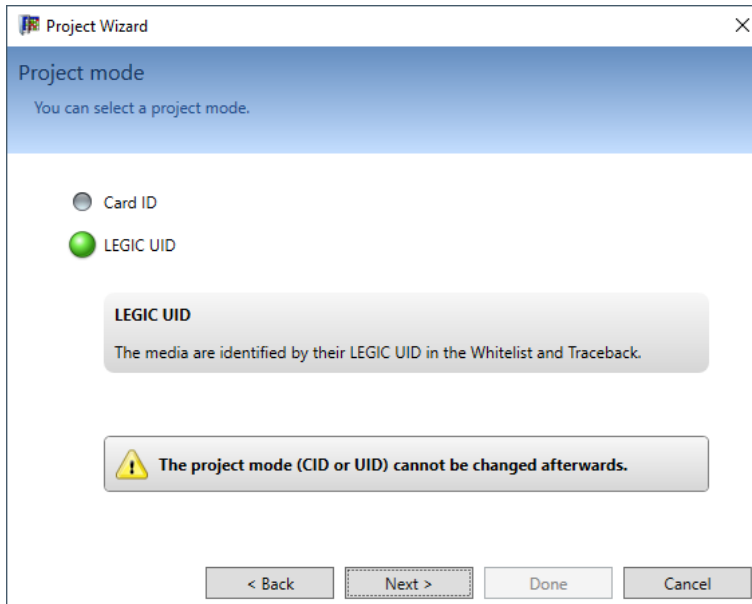 Project Wizard
Project mode
You can select a project mode.
Card ID
LEGIC UID
LEGIC UID
The media are identified by their LEGIC UID in the Whitelist and Traceback.
The project mode (CID or UID) cannot be changed afterwards.
< Back Next > Done Cancel